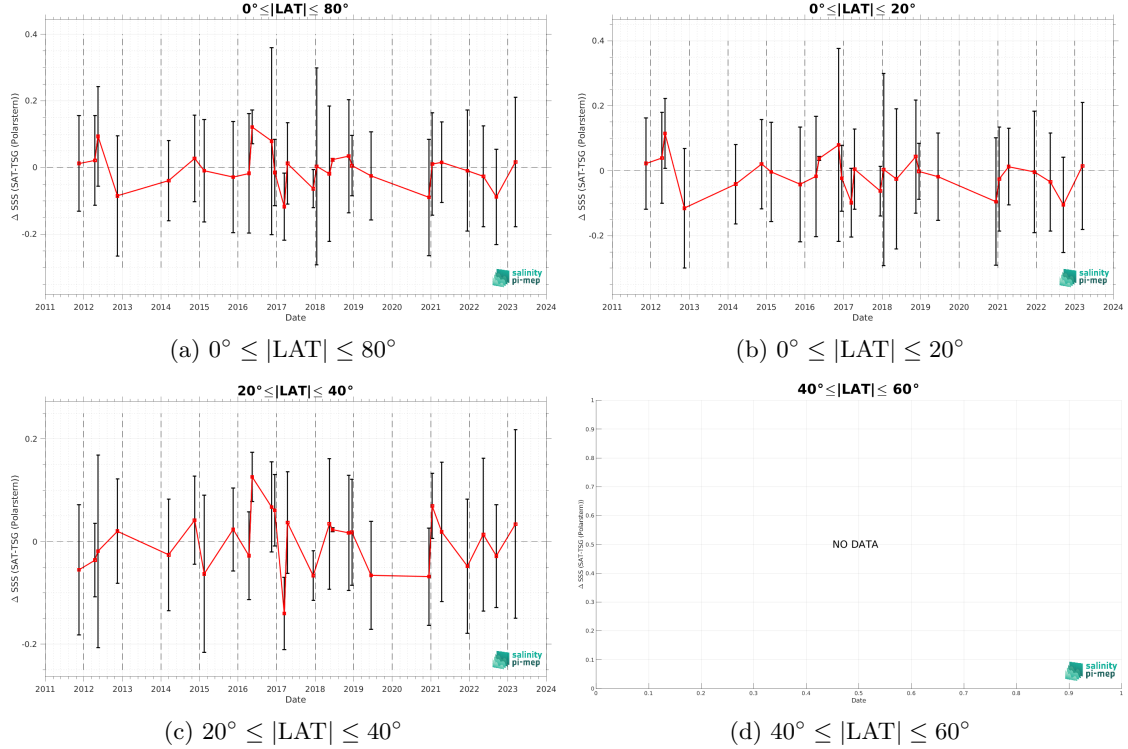 0°≤|LAT|≤ 80°
Δ SSS (SAT-TSG (Polarstern))
0.4
0.2
0
-0.2
2011 2012 2013 2014 2015 2016 2017 2018 2019 2020 2021 2022 2023 2024
Date
salinity
pi-mep
(a) 0° ≤ |LAT| ≤ 80°
0°≤|LAT|≤ 20°
Δ SSS (SAT-TSG (Polarstern))
0.4
0.2
0
-0.2
2011 2012 2013 2014 2015 2016 2017 2018 2019 2020 2021 2022 2023 2024
Date
salinity
pi-mep
(b) 0° ≤ |LAT| ≤ 20°
20°≤|LAT|≤ 40°
Δ SSS (SAT-TSG (Polarstern))
0.2
0
-0.2
2011 2012 2013 2014 2015 2016 2017 2018 2019 2020 2021 2022 2023 2024
Date
salinity
pi-mep
(c) 20° ≤ |LAT| ≤ 40°
40°≤|LAT|≤ 60°
Δ SSS (SAT-TSG (Polarstern))
1
0.9
0.8
0.7
0.6
0.5
0.4
0.3
0.2
0.1
0
NO DATA
0 0.1 0.2 0.3 0.4 0.5 0.6 0.7 0.8 0.9 1
Date
salinity
pi-mep
(d) 40° ≤ |LAT| ≤ 60°